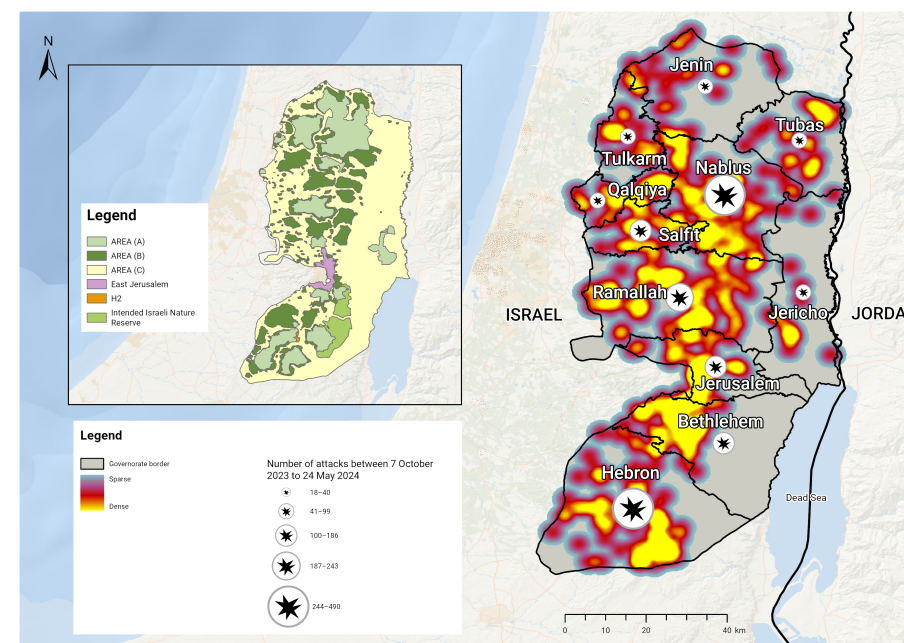 N
Legend
AREA (A)
AREA (B)
AREA (C)
East Jerusalem
H2
Intended Israeli Nature
Reserve
Legend
Governorate border
Sparse
Dense
Number of attacks between 7 October
2023 to 24 May 2024
18–40
41–99
100–186
187–243
244–490
Jenin
Tubas
Tulkarm
Nablus
Qalqiya
Salfit
Ramallah
Jericho
ISRAEL
JORDA
Jerusalem
Bethlehem
Hebron
Dead Sea
0 10 20 40 km